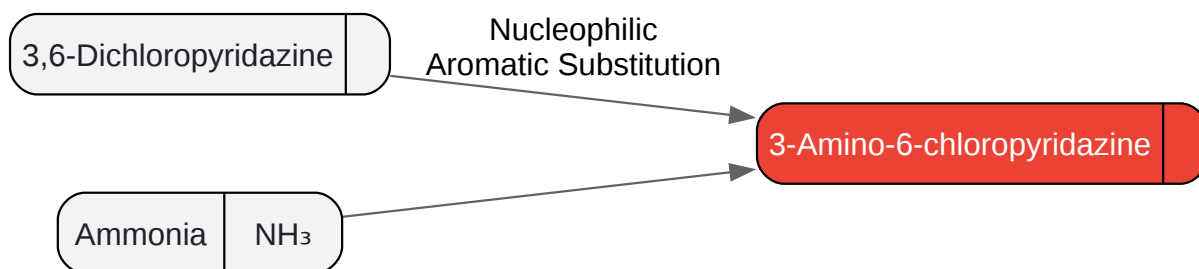 3,6-Dichloropyridazine
Nucleophilic
Aromatic Substitution
3-Amino-6-chloropyridazine
Ammonia
NH₃